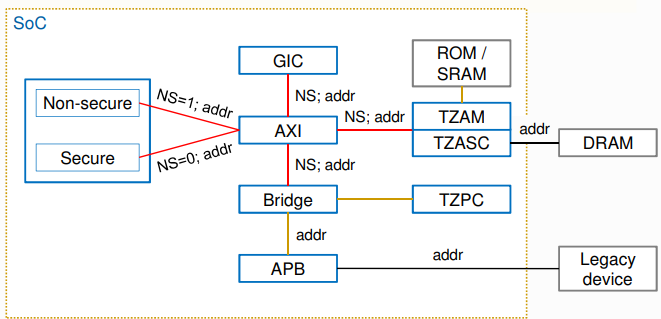 SoC
GIC
ROM /
SRAM
Non-secure
NS=1; addr
NS; addr
NS; addr
TZAM
AXI
addr
TZASC
DRAM
Secure
NS=0; addr
NS; addr
Bridge
TZPC
addr
addr
APB
Legacy
device